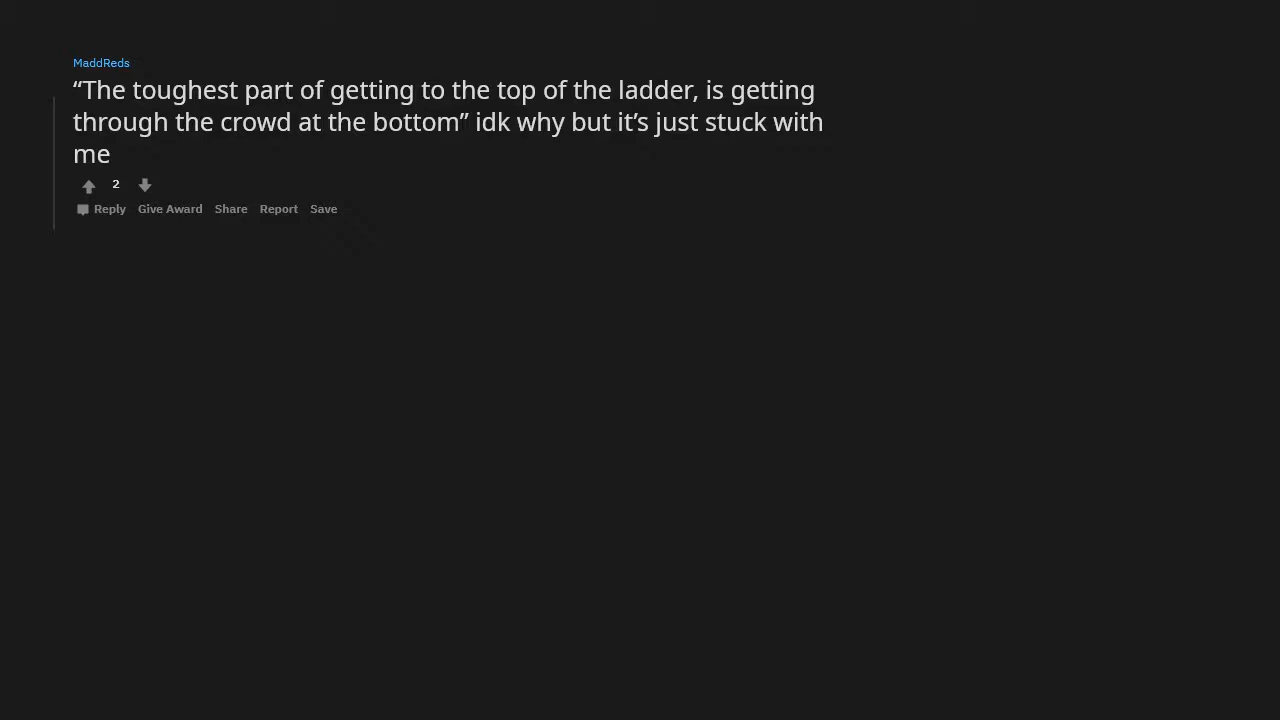 MaddReds
“The toughest part of getting to the top of the ladder, is getting
through the crowd at the bottom” idk why but it’s just stuck with
me
2
Reply Give Award Share Report Save